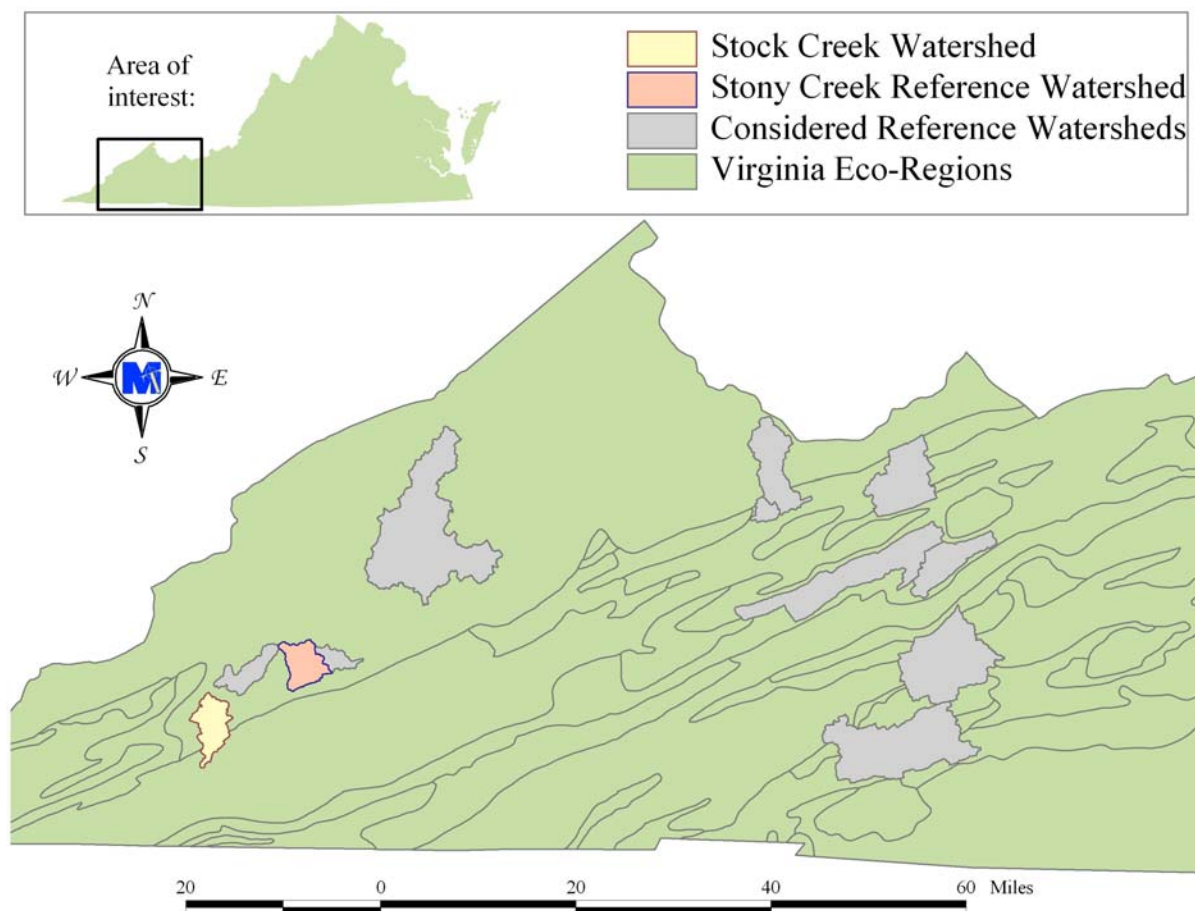 Area of
interest:
Stock Creek Watershed
Stony Creek Reference Watershed
Considered Reference Watersheds
Virginia Eco-Regions
N
W M E
S
20 0 20 40 60 Miles